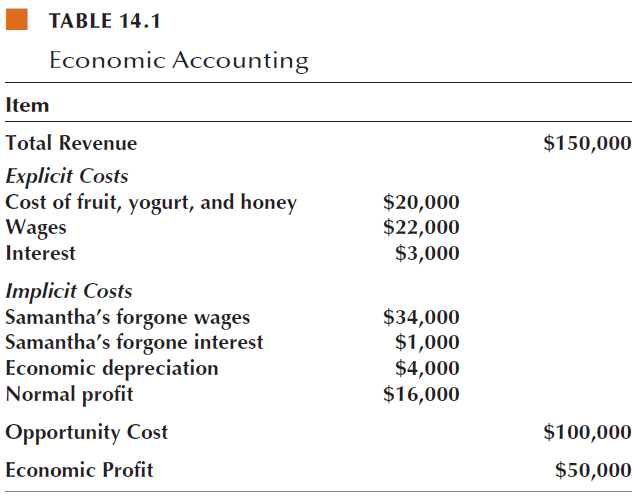 TABLE 14.1
Economic Accounting
Item
Total Revenue $150,000
Explicit Costs
Cost of fruit, yogurt, and honey $20,000
Wages $22,000
Interest $3,000
Implicit Costs
Samantha’s forgone wages $34,000
Samantha’s forgone interest $1,000
Economic depreciation $4,000
Normal profit $16,000
Opportunity Cost $100,000
Economic Profit $50,000